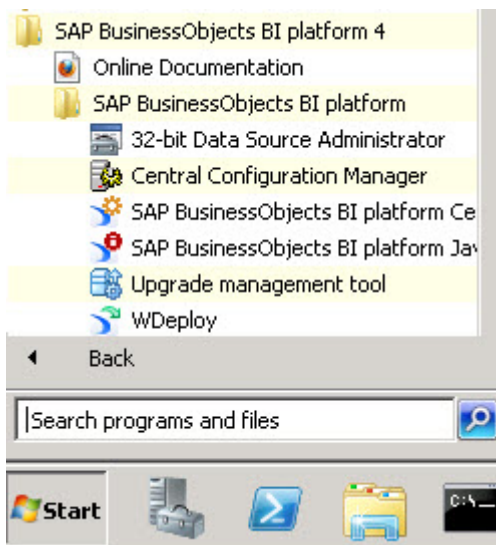 SAP BusinessObjects BI platform 4
Online Documentation
SAP BusinessObjects BI platform
32-bit Data Source Administrator
Central Configuration Manager
SAP BusinessObjects BI platform Ce
SAP BusinessObjects BI platform Jav
Upgrade management tool
WDeploy
Back
Search programs and files
Start
C:\_